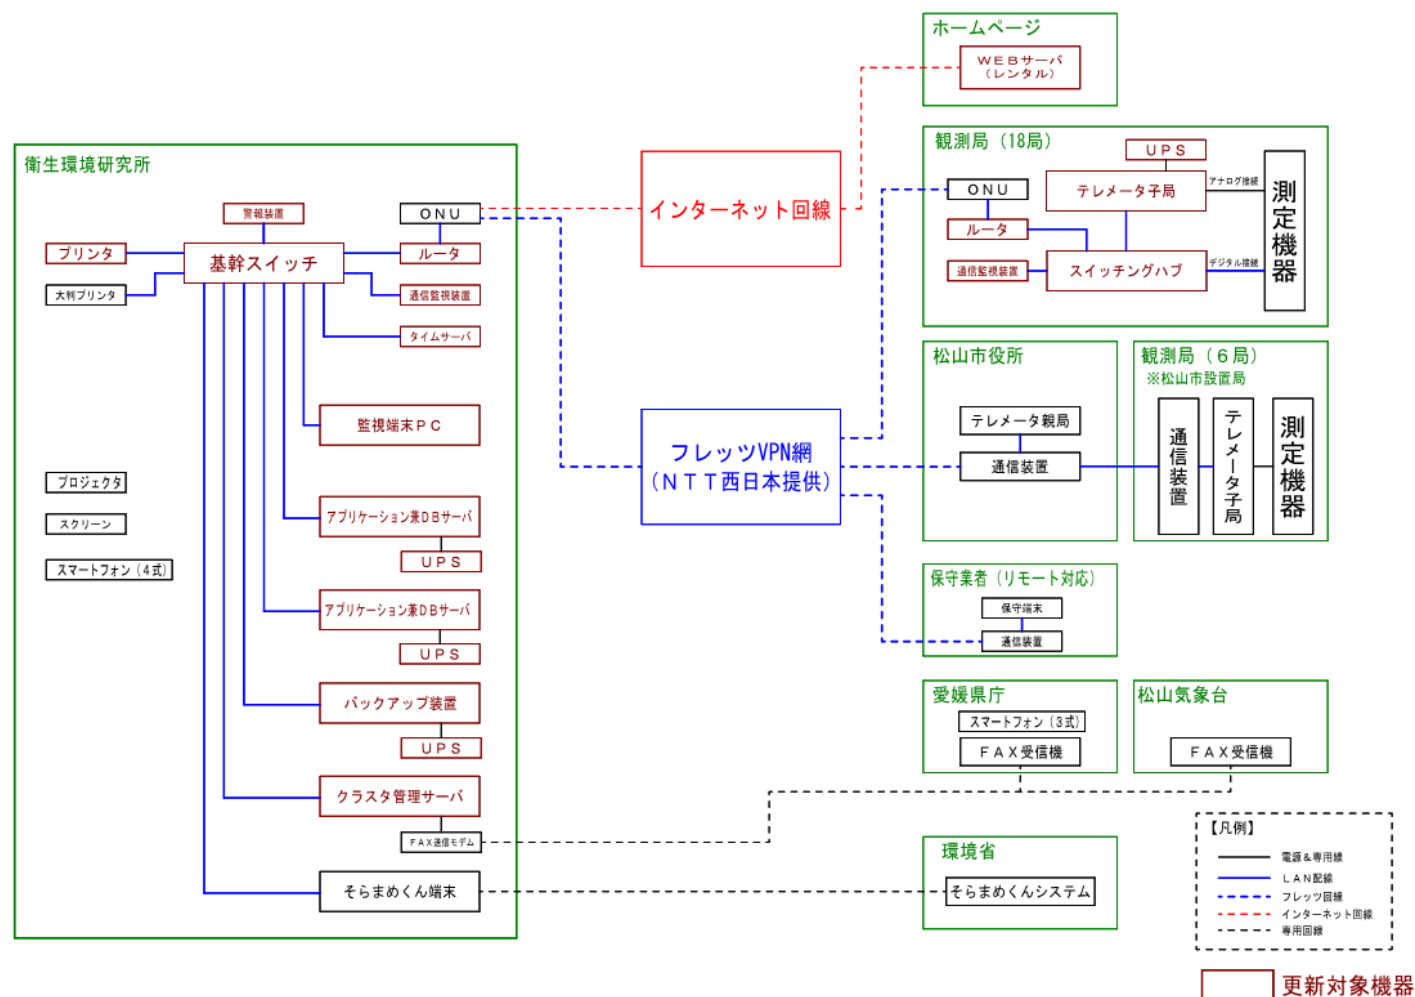 ホームページ
ＷＥＢサーバ
（レンタル）
衛生環境研究所
警報装置
ＯＮＵ
プリンタ
基幹スイッチ
ルータ
大判プリンタ
通信監視装置
タイムサーバ
監視端末ＰＣ
プロジェクタ
スクリーン
スマートフォン（４式）
アプリケーション兼ＤＢサーバ
ＵＰＳ
アプリケーション兼ＤＢサーバ
ＵＰＳ
バックアップ装置
ＵＰＳ
クラスタ管理サーバ
ＦＡＸ送信モデム
そらまめくん端末
インターネット回線
フレッツVPN網
（ＮＴＴ西日本提供）
観測局（18局）
ＵＰＳ
ＯＮＵ
テレメータ子局
アナログ接続
測定機器
ルータ
通信監視装置
スイッチングハブ
デジタル接続
松山市役所
テレメータ親局
通信装置
観測局（６局）
※松山市設置局
通信装置
テレメータ子局
測定機器
保守業者（リモート対応）
保守端末
通信装置
愛媛県庁
スマートフォン（３式）
ＦＡＸ受信機
松山気象台
ＦＡＸ受信機
環境省
そらまめくんシステム
【凡例】
電源＆専用線
ＬＡＮ配線
フレッツ回線
インターネット回線
専用回線
更新対象機器